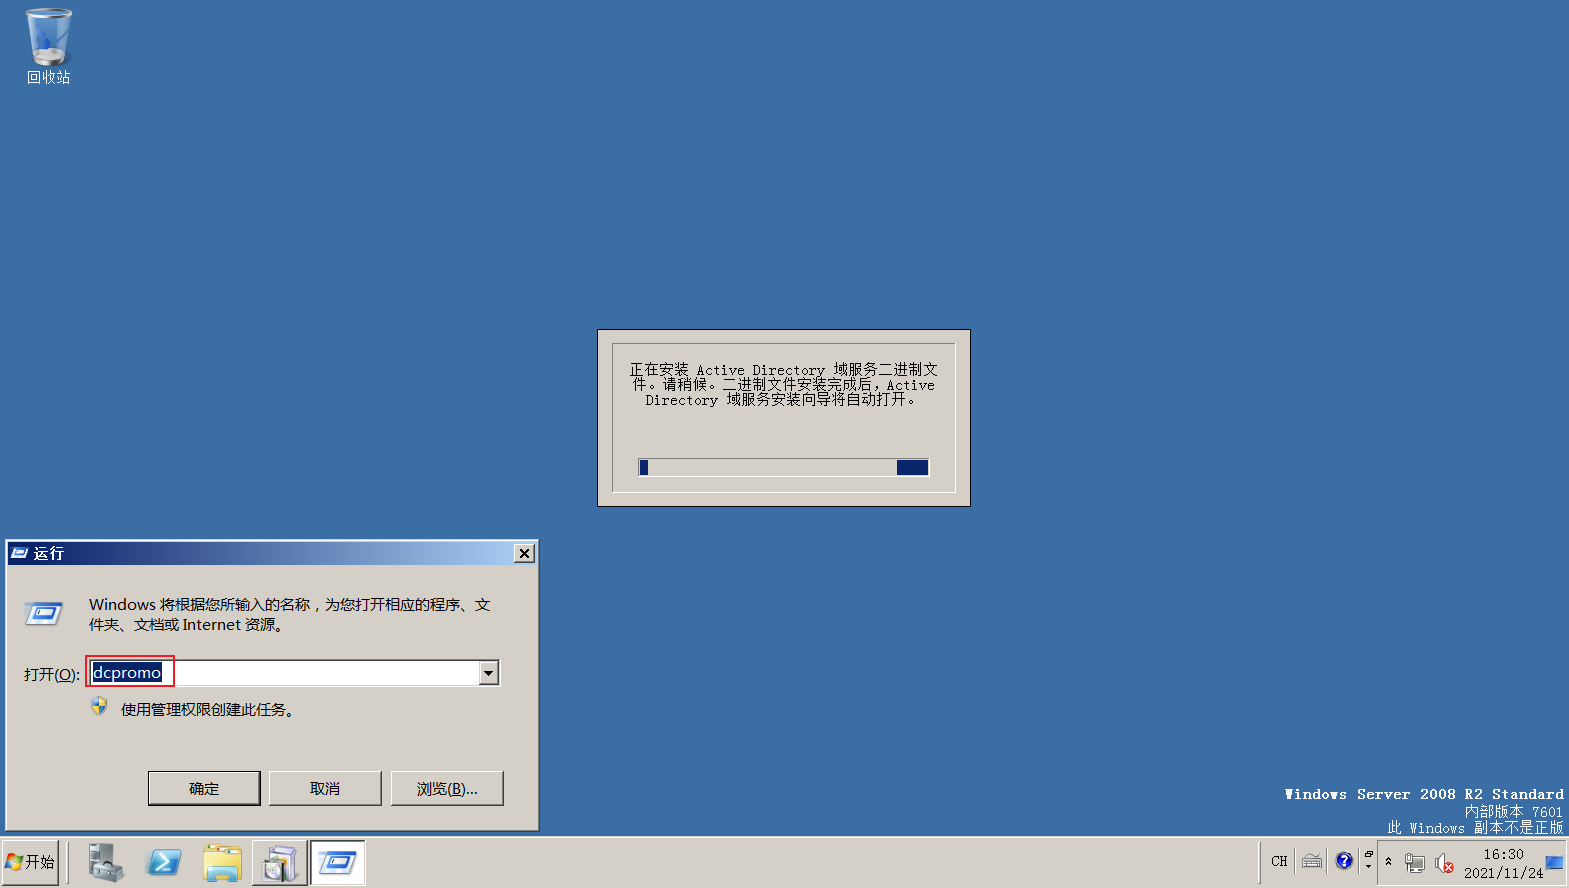 回收站
正在安装 Active Directory 域服务二进制文
件。请稍候。二进制文件安装完成后，Active
Directory 域服务安装向导将自动打开。
运行
Windows 将根据您所输入的名称，为您打开相应的程序、文
件夹、文档或 Internet 资源。
打开(O): dcpromo
使用管理权限创建此任务。
确定 取消 浏览(B)...
Windows Server 2008 R2 Standard
内部版本 7601
此 Windows 副本不是正版
开始 CH 16:30
2021/11/24